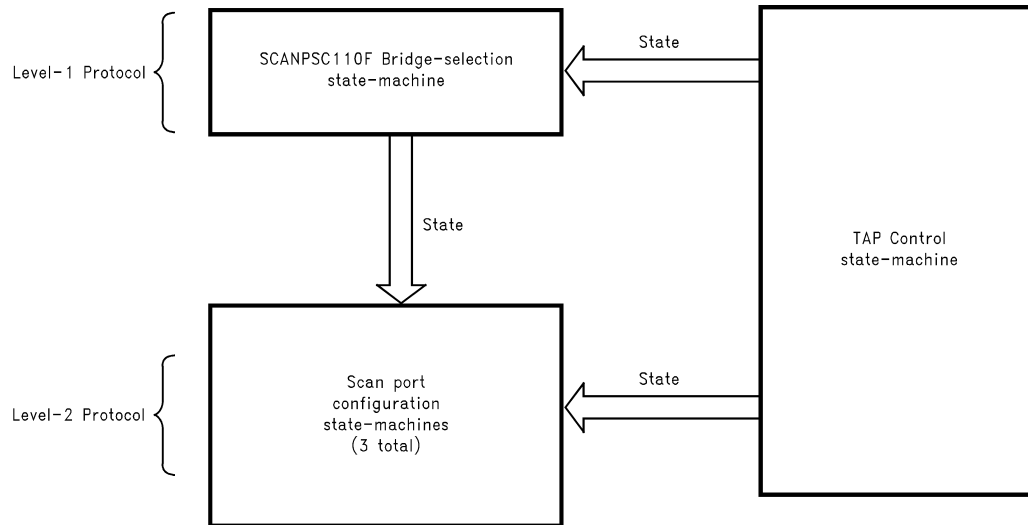 Level-1 Protocol
SCANPSC110F Bridge-selection
state-machine
State
State
TAP Control
state-machine
Level-2 Protocol
Scan port
configuration
state-machines
(3 total)
State